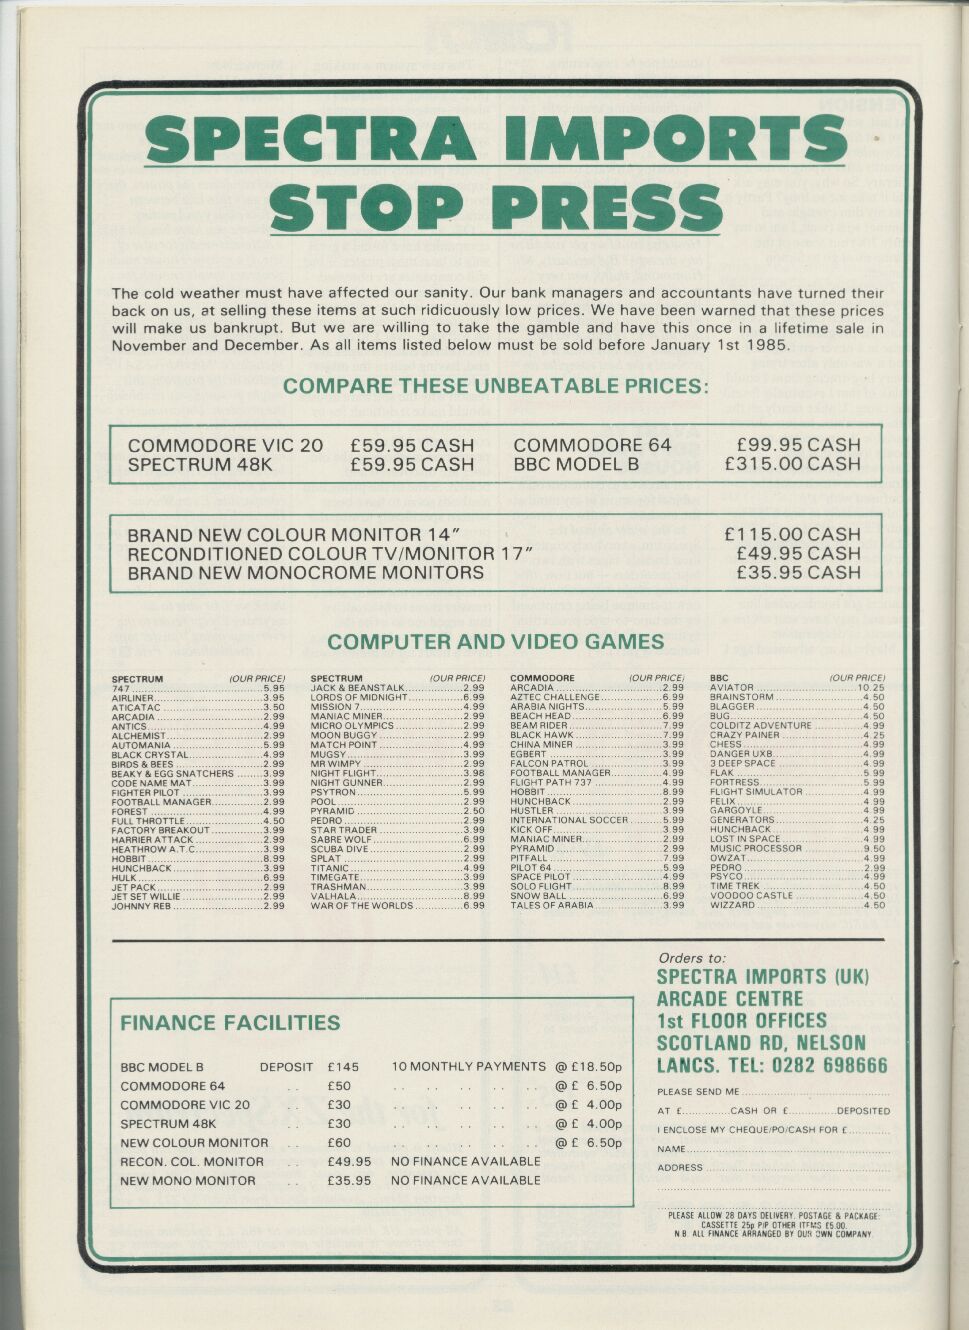 SPECTRA IMPORTS
STOP PRESS
The cold weather must have affected our sanity. Our bank managers and accountants have turned their
back on us, at selling these items at such ridicuously low prices. We have been warned that these prices
will make us bankrupt. But we are willing to take the gamble and have this once in a lifetime sale in
November and December. As all items listed below must be sold before January 1st 1985.
COMPARE THESE UNBEATABLE PRICES:
COMMODORE VIC 20 £59.95 CASH COMMODORE 64 £99.95 CASH
SPECTRUM 48K £59.95 CASH BBC MODEL B £315.00 CASH
BRAND NEW COLOUR MONITOR 14″ £115.00 CASH
RECONDITIONED COLOUR TV/MONITOR 17″ £49.95 CASH
BRAND NEW MONOCROME MONITORS £35.95 CASH
COMPUTER AND VIDEO GAMES
SPECTRUM (OUR PRICE)
747 5.95
AIRLINER 3.95
ATICATAC 3.50
ARCADIA 2.99
ANTICS 4.99
ALCHEMIST 2.99
AUTOMANIA 5.99
BLACK CRYSTAL 4.99
BIRDS & BEES 2.99
BEAKY & EGG SNATCHERS 3.99
CODE NAME MAT 3.99
FIGHTER PILOT 3.99
FOOTBALL MANAGER 2.99
FOREST 4.99
FULL THROTTLE 4.50
FACTORY BREAKOUT 3.99
HARRIER ATTACK 2.99
HEATHROW A.T.C. 3.99
HOBBIT 8.99
HUNCHBACK 3.99
HULK 6.99
JET PACK 2.99
JET SET WILLIE 2.99
JOHNNY REB 2.99
SPECTRUM (OUR PRICE)
JACK & BEANSTALK 2.99
LORDS OF MIDNIGHT 6.99
MISSION 7 4.99
MANIAC MINER 2.99
MICRO OLYMPICS 2.99
MOON BUGGY 2.99
MATCH POINT 4.99
MUGSY 3.99
MR WIMPY 2.99
NIGHT FLIGHT 3.98
NIGHT GUNNER 2.99
PSYTRON 5.99
POOL 2.99
PYRAMID 2.50
PEDRO 2.99
STAR TRADER 3.99
SABRE WOLF 6.99
SCUBA DIVE 2.99
SPLAT 2.99
TITANIC 4.99
TIMEGATE 3.99
TRASHMAN 3.99
VALHALA 8.99
WAR OF THE WORLDS 6.99
COMMODORE (OUR PRICE)
ARCADIA 2.99
AZTEC CHALLENGE 6.99
ARABIA NIGHTS 5.99
BEACH HEAD 6.99
BEAM RIDER 7.99
BLACK HAWK 7.99
CHINA MINER 3.99
EGBERT 3.99
FALCON PATROL 3.99
FOOTBALL MANAGER 4.99
FLIGHT PATH 737 4.99
HOBBIT 8.99
HUNCHBACK 2.99
HUSTLER 3.99
INTERNATIONAL SOCCER 5.99
KICK OFF 3.99
MANIAC MINER 2.99
PYRAMID 2.99
PITFALL 7.99
PILOT 64 5.99
SPACE PILOT 4.99
SOLO FLIGHT 8.99
SNOW BALL 6.99
TALES OF ARABIA 3.99
BBC (OUR PRICE)
AVIATOR 10.25
BRAINSTORM 4.50
BLAGGER 4.50
BUG 4.50
COLDITZ ADVENTURE 4.99
CRAZY PAINER 4.25
CHESS 4.99
DANGER UXB 4.99
3 DEEP SPACE 4.99
FLAK 5.99
FORTRESS 5.99
FLIGHT SIMULATOR 4.99
FELIX 4.99
GARGOYLE 4.99
GENERATORS 4.25
HUNCHBACK 4.99
LOST IN SPACE 4.99
MUSIC PROCESSOR 9.50
OWZAT 4.99
PEDRO 2.99
PSYCO 4.99
TIME TREK 4.50
VOODOO CASTLE 4.50
WIZZARD 4.50
FINANCE FACILITIES
BBC MODEL B DEPOSIT £145 10 MONTHLY PAYMENTS @ £18.50p
COMMODORE 64 . . £50 . . . . . . . . . . @ £ 6.50p
COMMODORE VIC 20 . . £30 . . . . . . . . . . @ £ 4.00p
SPECTRUM 48K . . £30 . . . . . . . . . . @ £ 4.00p
NEW COLOUR MONITOR . . £60 . . . . . . . . . . @ £ 6.50p
RECON. COL. MONITOR . . £49.95 NO FINANCE AVAILABLE
NEW MONO MONITOR . . £35.95 NO FINANCE AVAILABLE
Orders to:
SPECTRA IMPORTS (UK)
ARCADE CENTRE
1st FLOOR OFFICES
SCOTLAND RD, NELSON
LANCS. TEL: 0282 698666
PLEASE SEND ME
AT £ CASH OR £ DEPOSITED
I ENCLOSE MY CHEQUE/PO/CASH FOR £
NAME
ADDRESS
PLEASE ALLOW 28 DAYS DELIVERY. POSTAGE & PACKAGE:
CASSETTE 25p P/P OTHER ITEMS £5.00.
N.B. ALL FINANCE ARRANGED BY OUR OWN COMPANY.